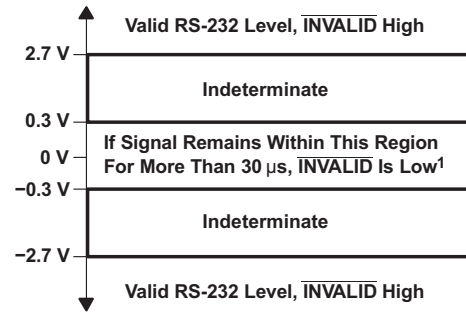 Valid RS-232 Level, INVALID High
2.7 V
Indeterminate
0.3 V
If Signal Remains Within This Region
0 V
For More Than 30 μs, INVALID Is Low1
−0.3 V
Indeterminate
−2.7 V
Valid RS-232 Level, INVALID High